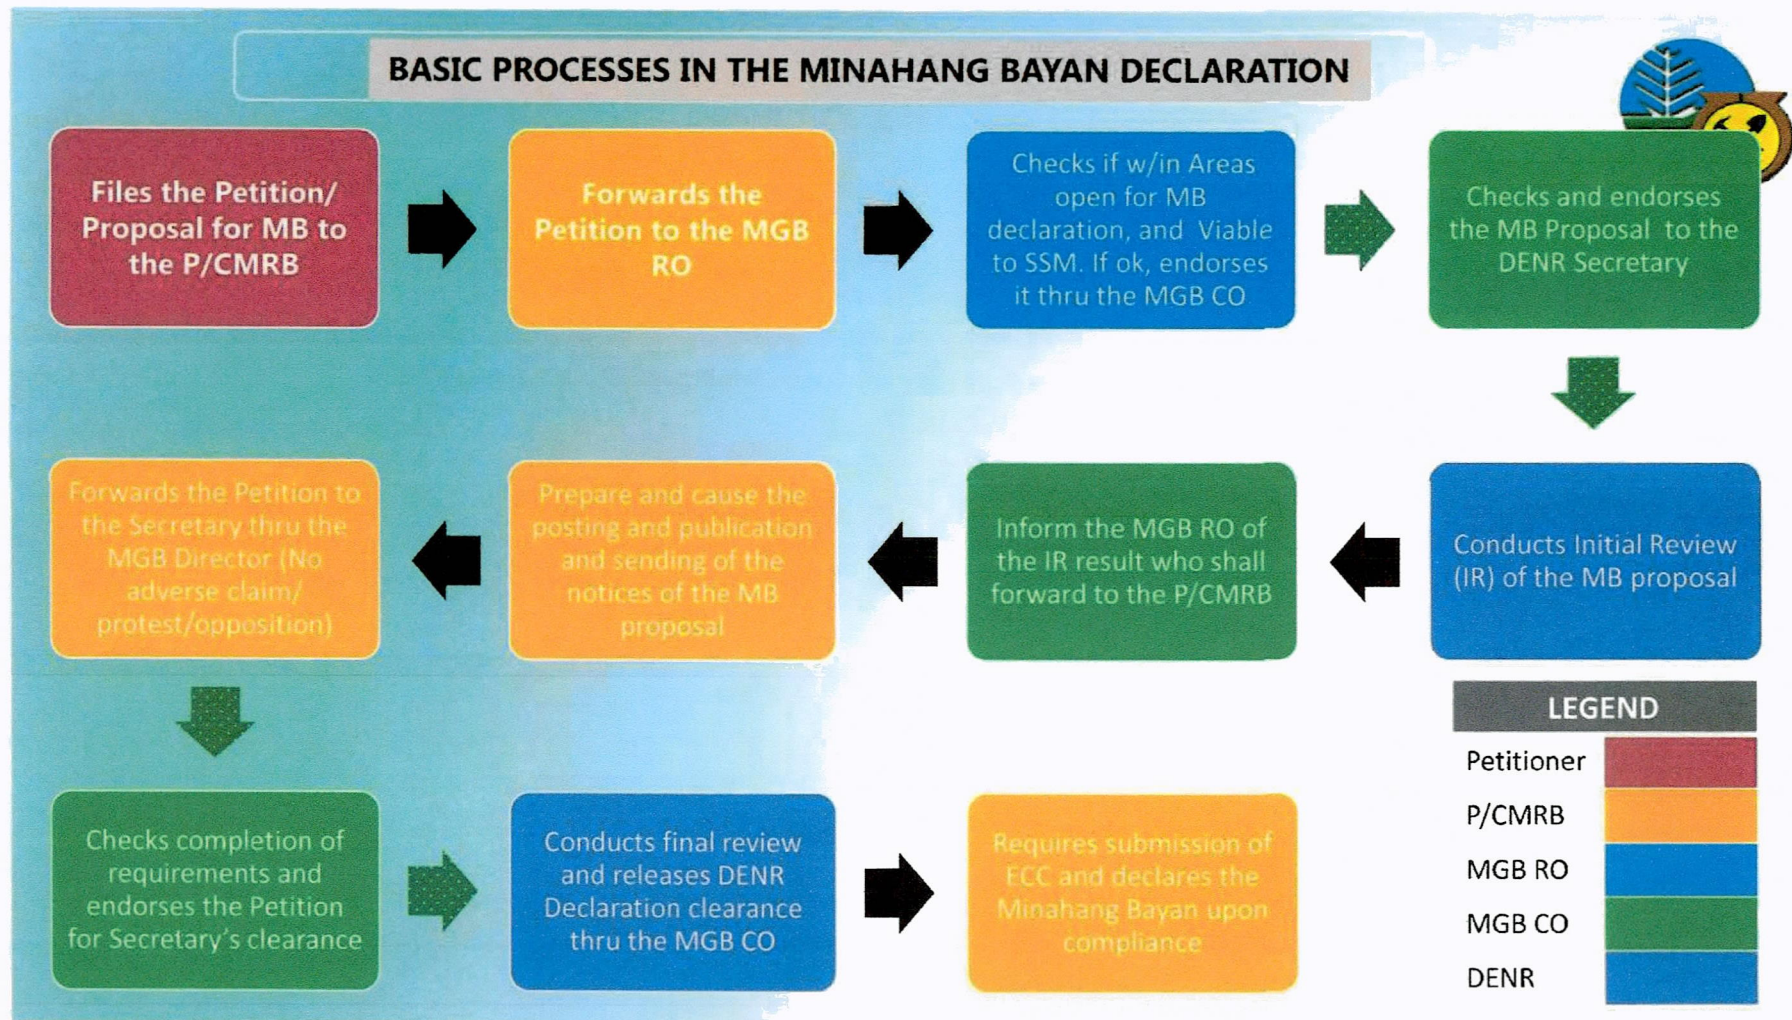 BASIC PROCESSES IN THE MINAHANG BAYAN DECLARATION
Files the Petition/
Proposal for MB to
the P/CMRB
Forwards the
Petition to the MGB
RO
Checks if w/in Areas
open for MB
declaration, and Viable
to SSM. If ok, endorses
it thru the MGB CO
Checks and endorses
the MB Proposal to the
DENR Secretary
Conducts Initial Review
(IR) of the MB proposal
Inform the MGB RO of
the IR result who shall
forward to the P/CMRB
Prepare and cause the
posting and publication
and sending of the
notices of the MB
proposal
Forwards the Petition to
the Secretary thru the
MGB Director (No
adverse claim/
protest/opposition)
Checks completion of
requirements and
endorses the Petition
for Secretary's clearance
Conducts final review
and releases DENR
Declaration clearance
thru the MGB CO
Requires submission of
ECC and declares the
Minahang Bayan upon
compliance
LEGEND
Petitioner
P/CMRB
MGB RO
MGB CO
DENR